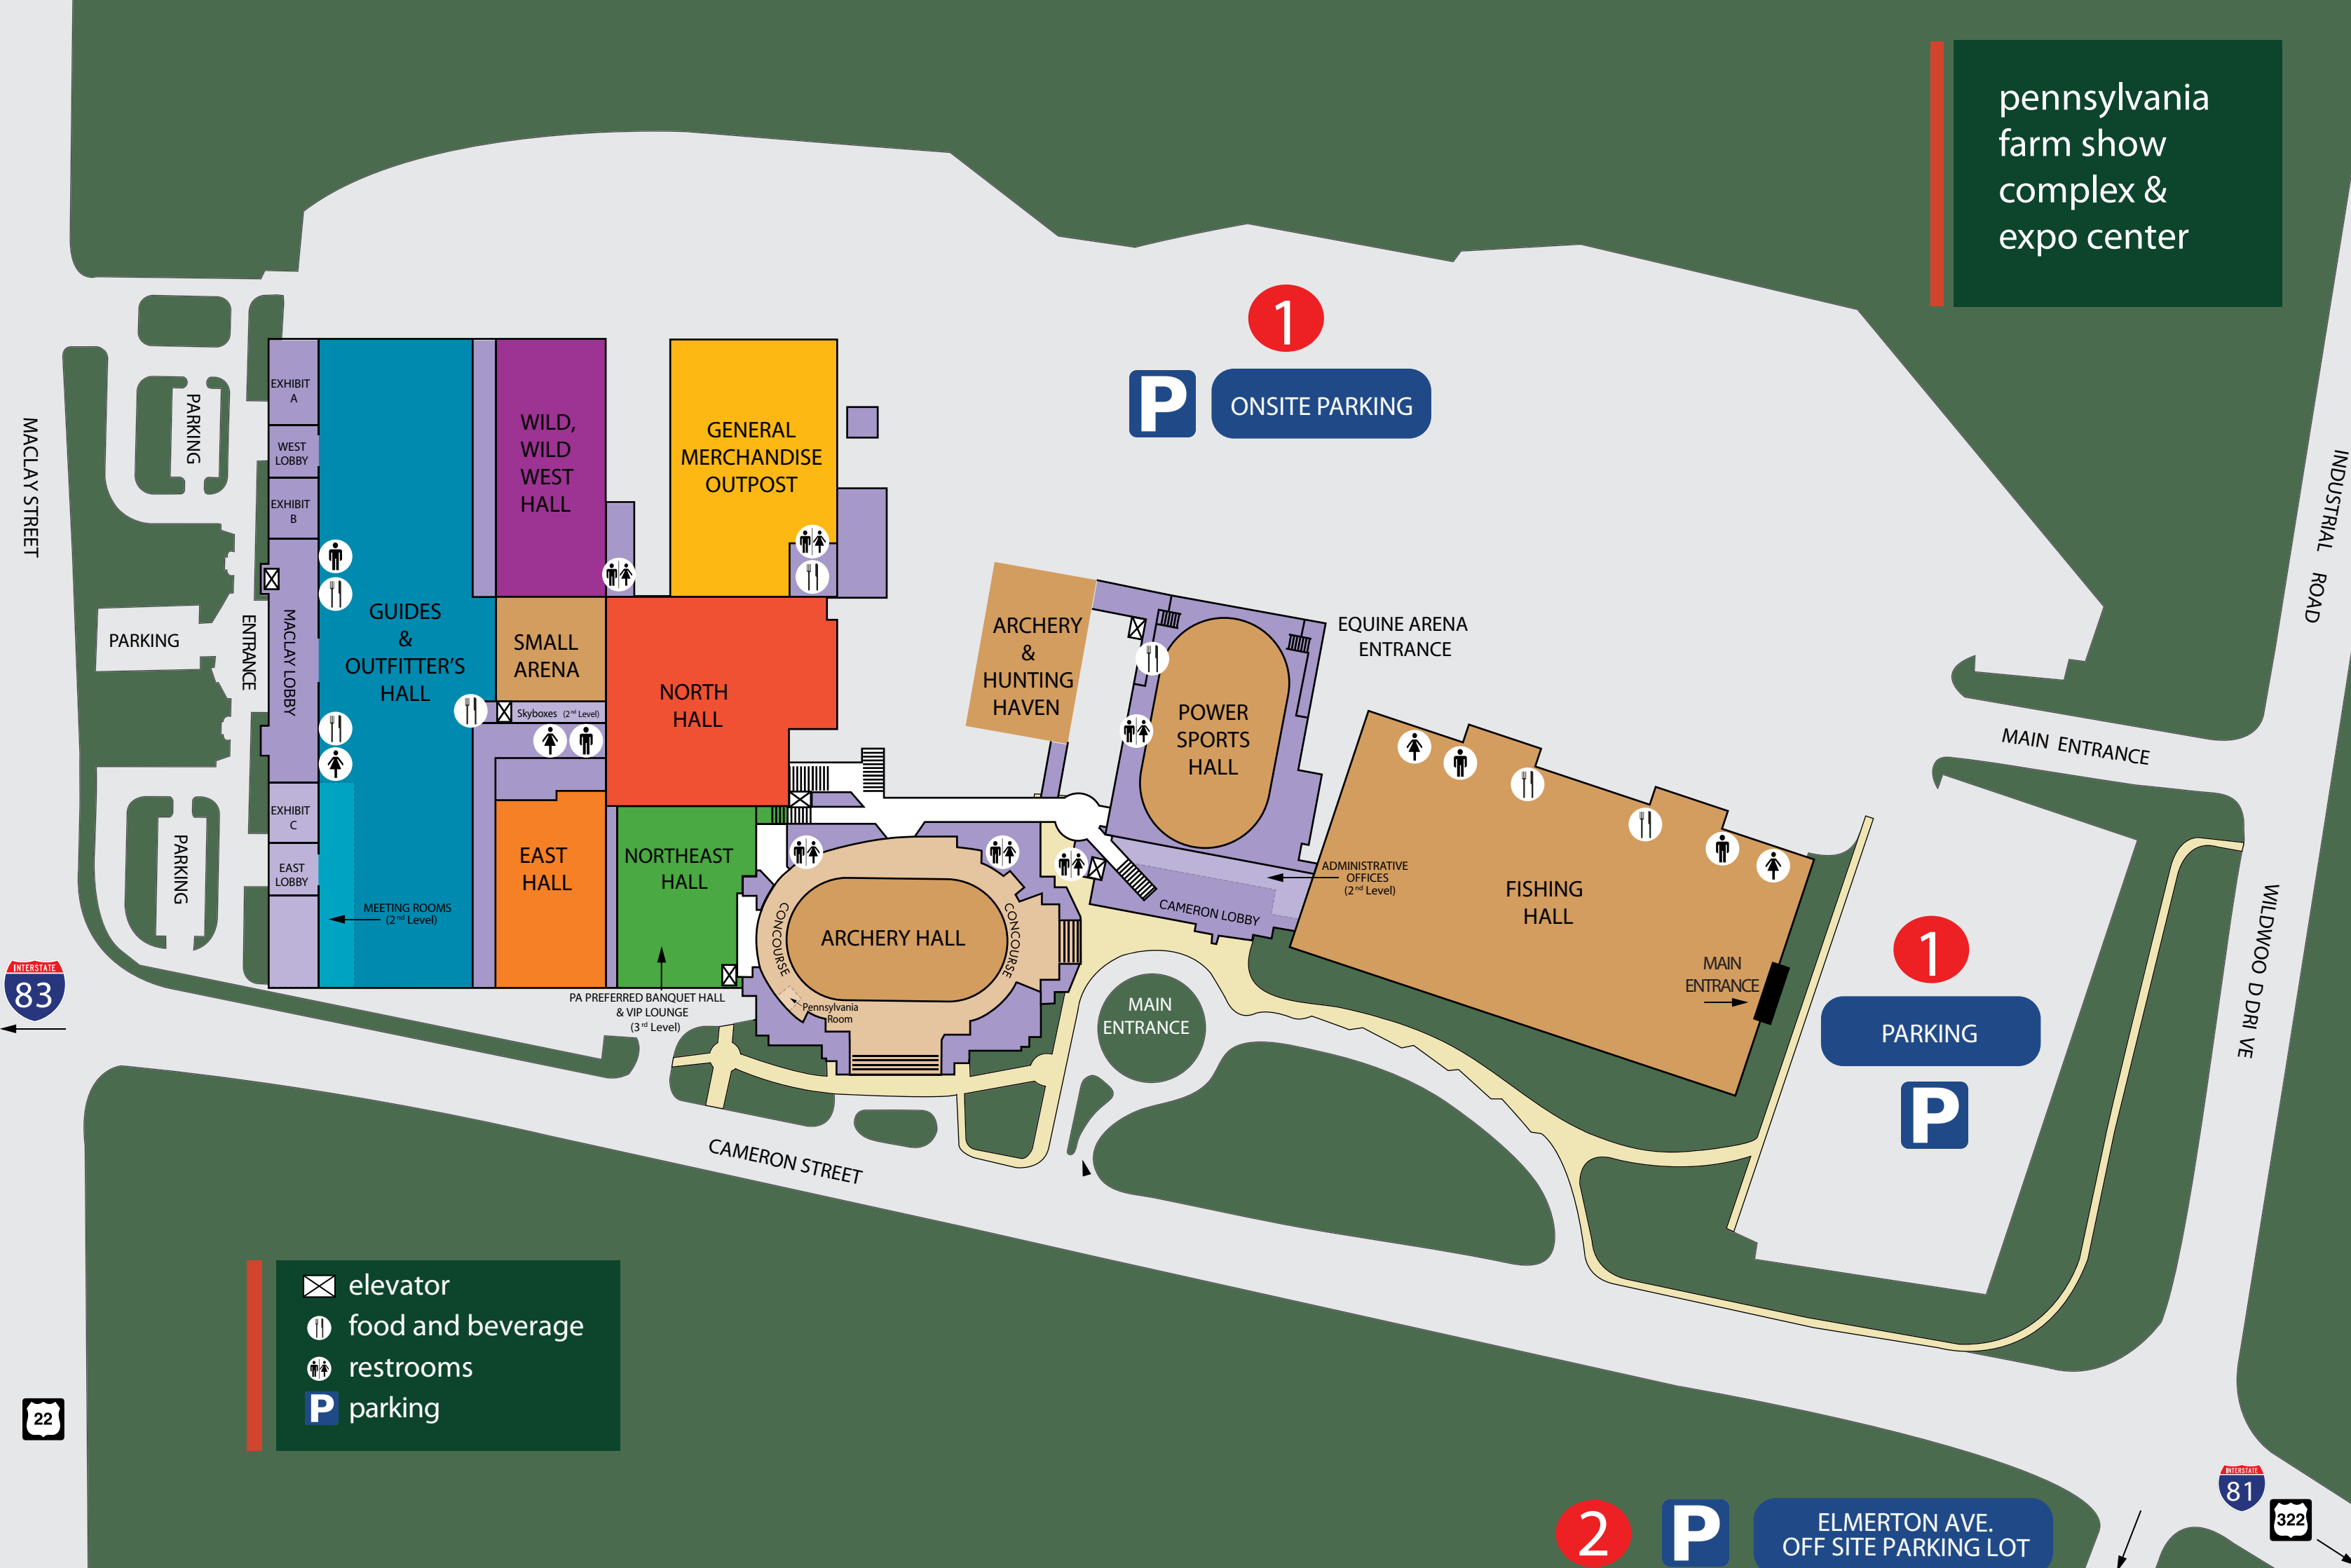 pennsylvania
farm show
complex &
expo center
1
P
ONSITE PARKING
EXHIBIT
A
WEST
LOBBY
EXHIBIT
B
MACLAY LOBBY
EXHIBIT
C
EAST
LOBBY
MACLAY STREET
PARKING
PARKING
PARKING
ENTRANCE
GUIDES
&
OUTFITTER'S
HALL
MEETING ROOMS
(2nd Level)
WILD,
WILD
WEST
HALL
GENERAL
MERCHANDISE
OUTPOST
SMALL
ARENA
Skyboxes (2nd Level)
NORTH
HALL
EAST
HALL
NORTHEAST
HALL
PA PREFERRED BANQUET HALL
& VIP LOUNGE
(3rd Level)
ARCHERY HALL
CONCOURSE
CONCOURSE
Pennsylvania
Room
ARCHERY
&
HUNTING
HAVEN
POWER
SPORTS
HALL
EQUINE ARENA
ENTRANCE
ADMINISTRATIVE
OFFICES
(2nd Level)
CAMERON LOBBY
MAIN
ENTRANCE
FISHING
HALL
MAIN
ENTRANCE
MAIN ENTRANCE
INDUSTRIAL ROAD
WILDWOO D DRI VE
1
PARKING
P
CAMERON STREET
INTERSTATE
83
22
elevator
food and beverage
restrooms
P parking
2
P
ELMERTON AVE.
OFF SITE PARKING LOT
INTERSTATE
81
322